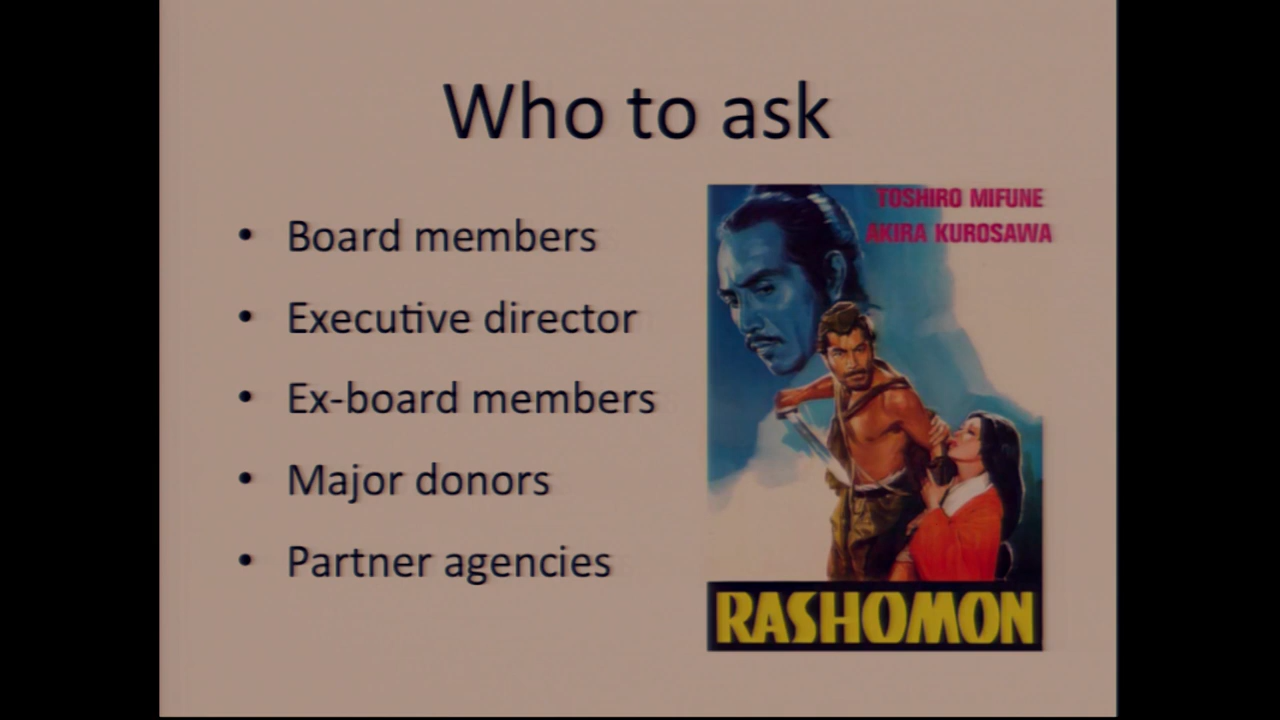 Who to ask
• Board members
• Executive director
• Ex-board members
• Major donors
• Partner agencies
TOSHIRO MIFUNE
AKIRA KUROSAWA
RASHOMON